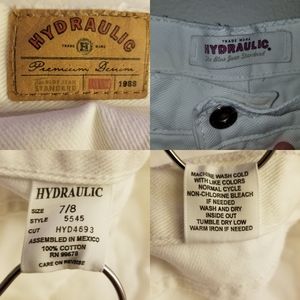 HYDRAULIC
TRADE MARK
H
Premium Denim
The Blue Jean
STANDARD
1988
TRADE MARK
HYDRAULIC
The Blue Jean Standard
HYDRAULIC
SIZE 7/8
STYLE 5545
CUT HYD4693
ASSEMBLED IN MEXICO
100% COTTON
RN 99678
CARE ON REVERSE
MACHINE WASH COLD
WITH LIKE COLORS
NORMAL CYCLE
NON-CHLORINE BLEACH
IF NEEDED
WASH AND DRY
INSIDE OUT
TUMBLE DRY LOW
WARM IRON IF NEEDED